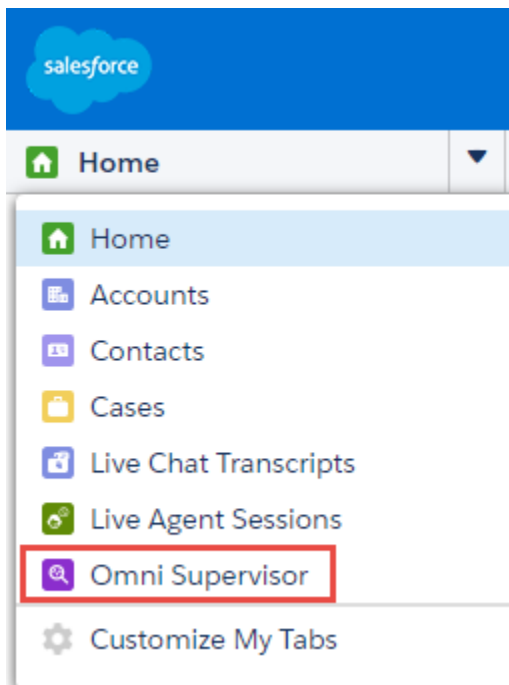 salesforce
Home
Home
Accounts
Contacts
Cases
Live Chat Transcripts
Live Agent Sessions
Omni Supervisor
Customize My Tabs